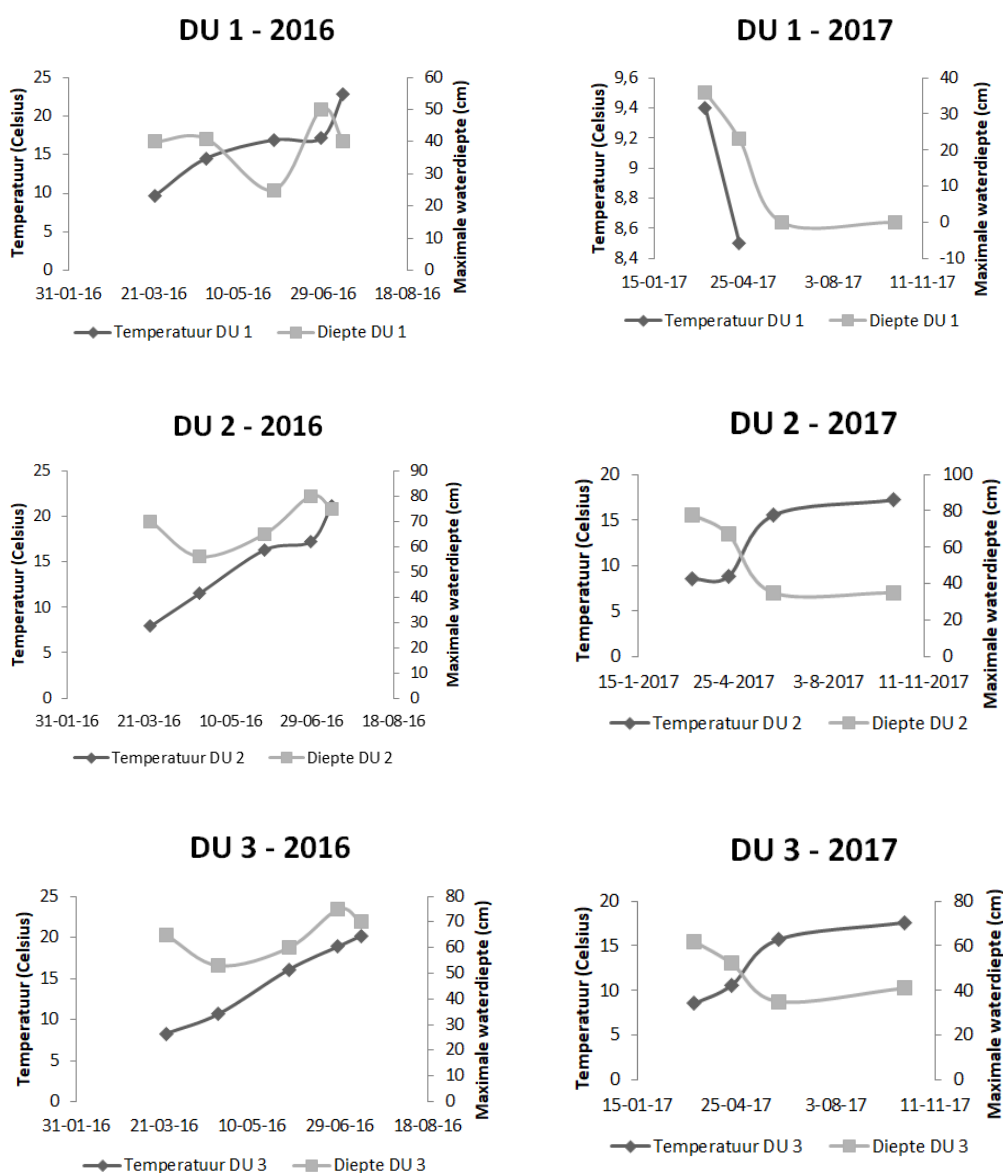 DU 1 - 2016
Temperatuur (Celsius)
25
20
15
10
5
0
60
50
40
30
20
10
0
Maximale waterdiepte (cm)
31-01-16 21-03-16 10-05-16 29-06-16 18-08-16
Temperatuur DU 1 Diepte DU 1
DU 1 - 2017
Temperatuur (Celsius)
9,6
9,4
9,2
9
8,8
8,6
8,4
40
30
20
10
0
-10
Maximale waterdiepte (cm)
15-01-17 25-04-17 3-08-17 11-11-17
Temperatuur DU 1 Diepte DU 1
DU 2 - 2016
Temperatuur (Celsius)
25
20
15
10
5
0
90
80
70
60
50
40
30
20
10
0
Maximale waterdiepte (cm)
31-01-16 21-03-16 10-05-16 29-06-16 18-08-16
Temperatuur DU 2 Diepte DU 2
DU 2 - 2017
Temperatuur (Celsius)
20
15
10
5
0
100
80
60
40
20
0
Maximale waterdiepte (cm)
15-1-2017 25-4-2017 3-8-2017 11-11-2017
Temperatuur DU 2 Diepte DU 2
DU 3 - 2016
Temperatuur (Celsius)
25
20
15
10
5
0
80
70
60
50
40
30
20
10
0
Maximale waterdiepte (cm)
31-01-16 21-03-16 10-05-16 29-06-16 18-08-16
Temperatuur DU 3 Diepte DU 3
DU 3 - 2017
Temperatuur (Celsius)
20
15
10
5
0
80
60
40
20
0
Maximale waterdiepte (cm)
15-01-17 25-04-17 3-08-17 11-11-17
Temperatuur DU 3 Diepte DU 3